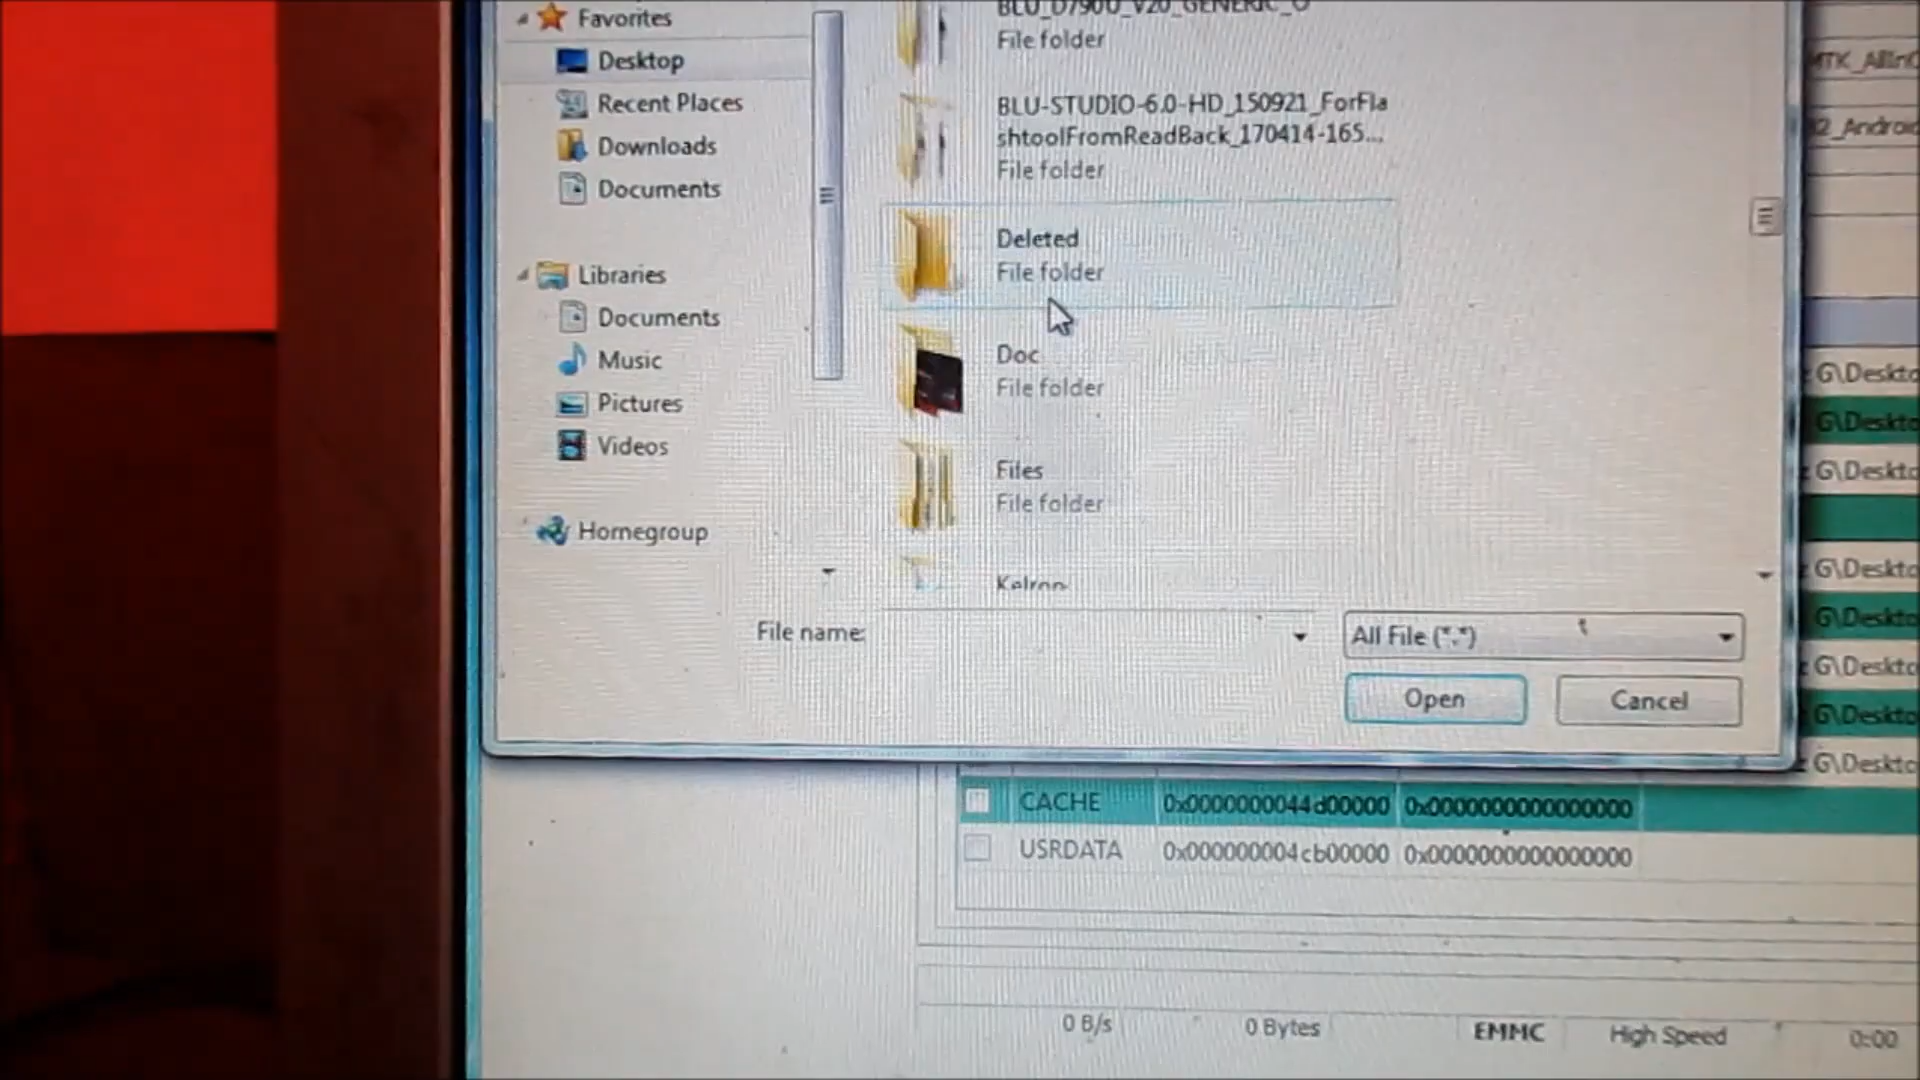 Favorites
Desktop
Recent Places
Downloads
Documents
Libraries
Documents
Music
Pictures
Videos
Homegroup
BLU_D790U_V20_GENERIC_O
File folder
BLU-STUDIO-6.0-HD_150921_ForFla
shtoolFromReadBack_170414-165...
File folder
Deleted
File folder
Doc
File folder
Files
File folder
File name:
All File (*.*)
Open
Cancel
MTK_AllInO
2_Android
G\Deskto
G\Deskto
G\Deskto
G\Deskto
G\Deskto
G\Deskto
G\Deskto
G\Deskto
CACHE 0x0000000044d00000 0x0000000000000000
USRDATA 0x000000004cb00000 0x0000000000000000
0 B/s 0 Bytes EMMC High Speed 0:00